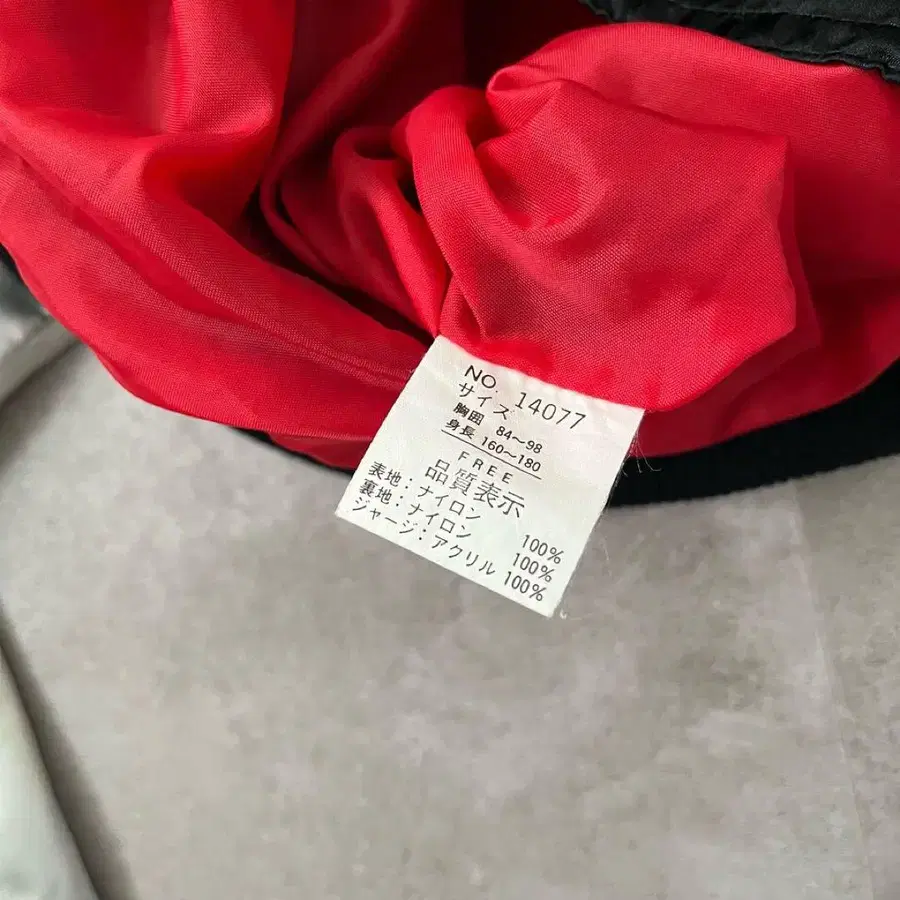 NO. 14077
サイズ
胸囲 84～98
身長 160～180
FREE
品質表示
表地：ナイロン 100%
裏地：ナイロン 100%
ジャージ：アクリル 100%